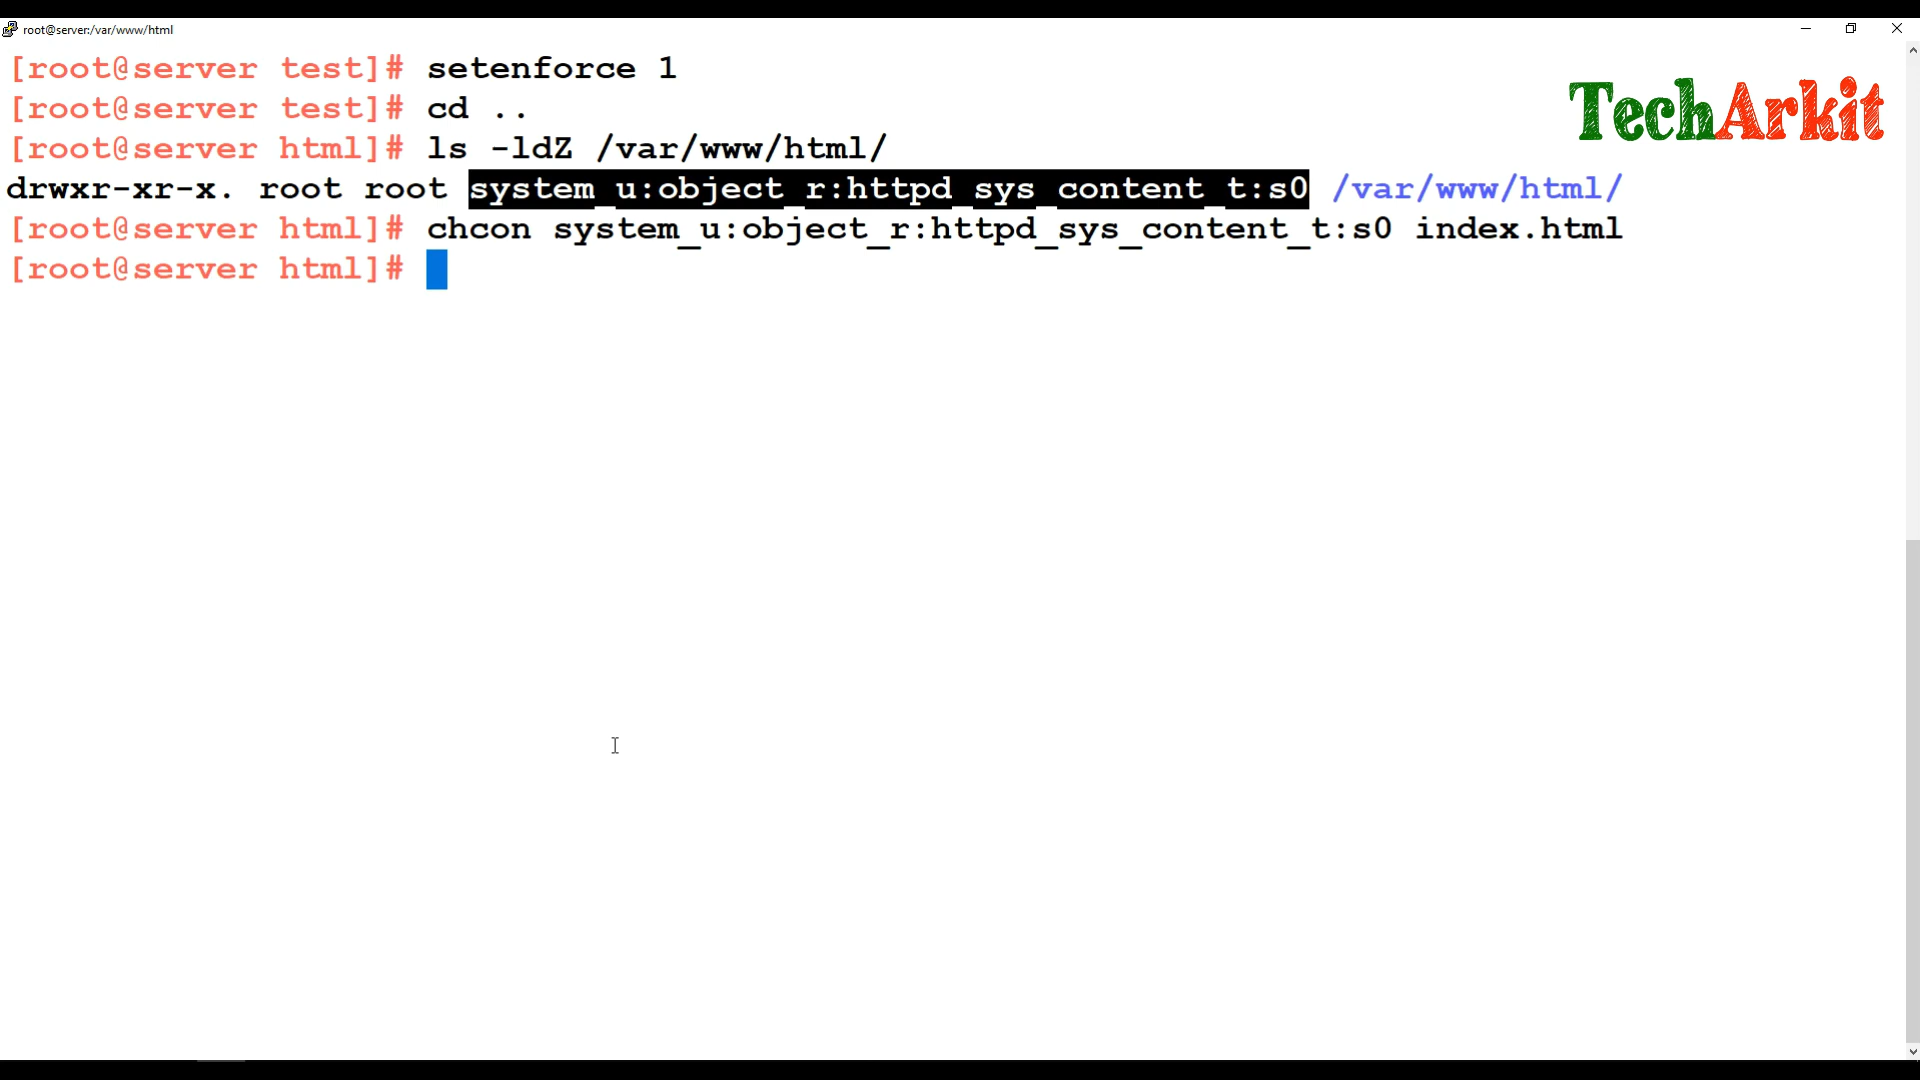 root@server:/var/www/html
[root@server test]# setenforce 1
[root@server test]# cd ..
[root@server html]# ls -ldZ /var/www/html/
drwxr-xr-x. root root system_u:object_r:httpd_sys_content_t:s0 /var/www/html/
[root@server html]# chcon system_u:object_r:httpd_sys_content_t:s0 index.html
[root@server html]#
TechArkit